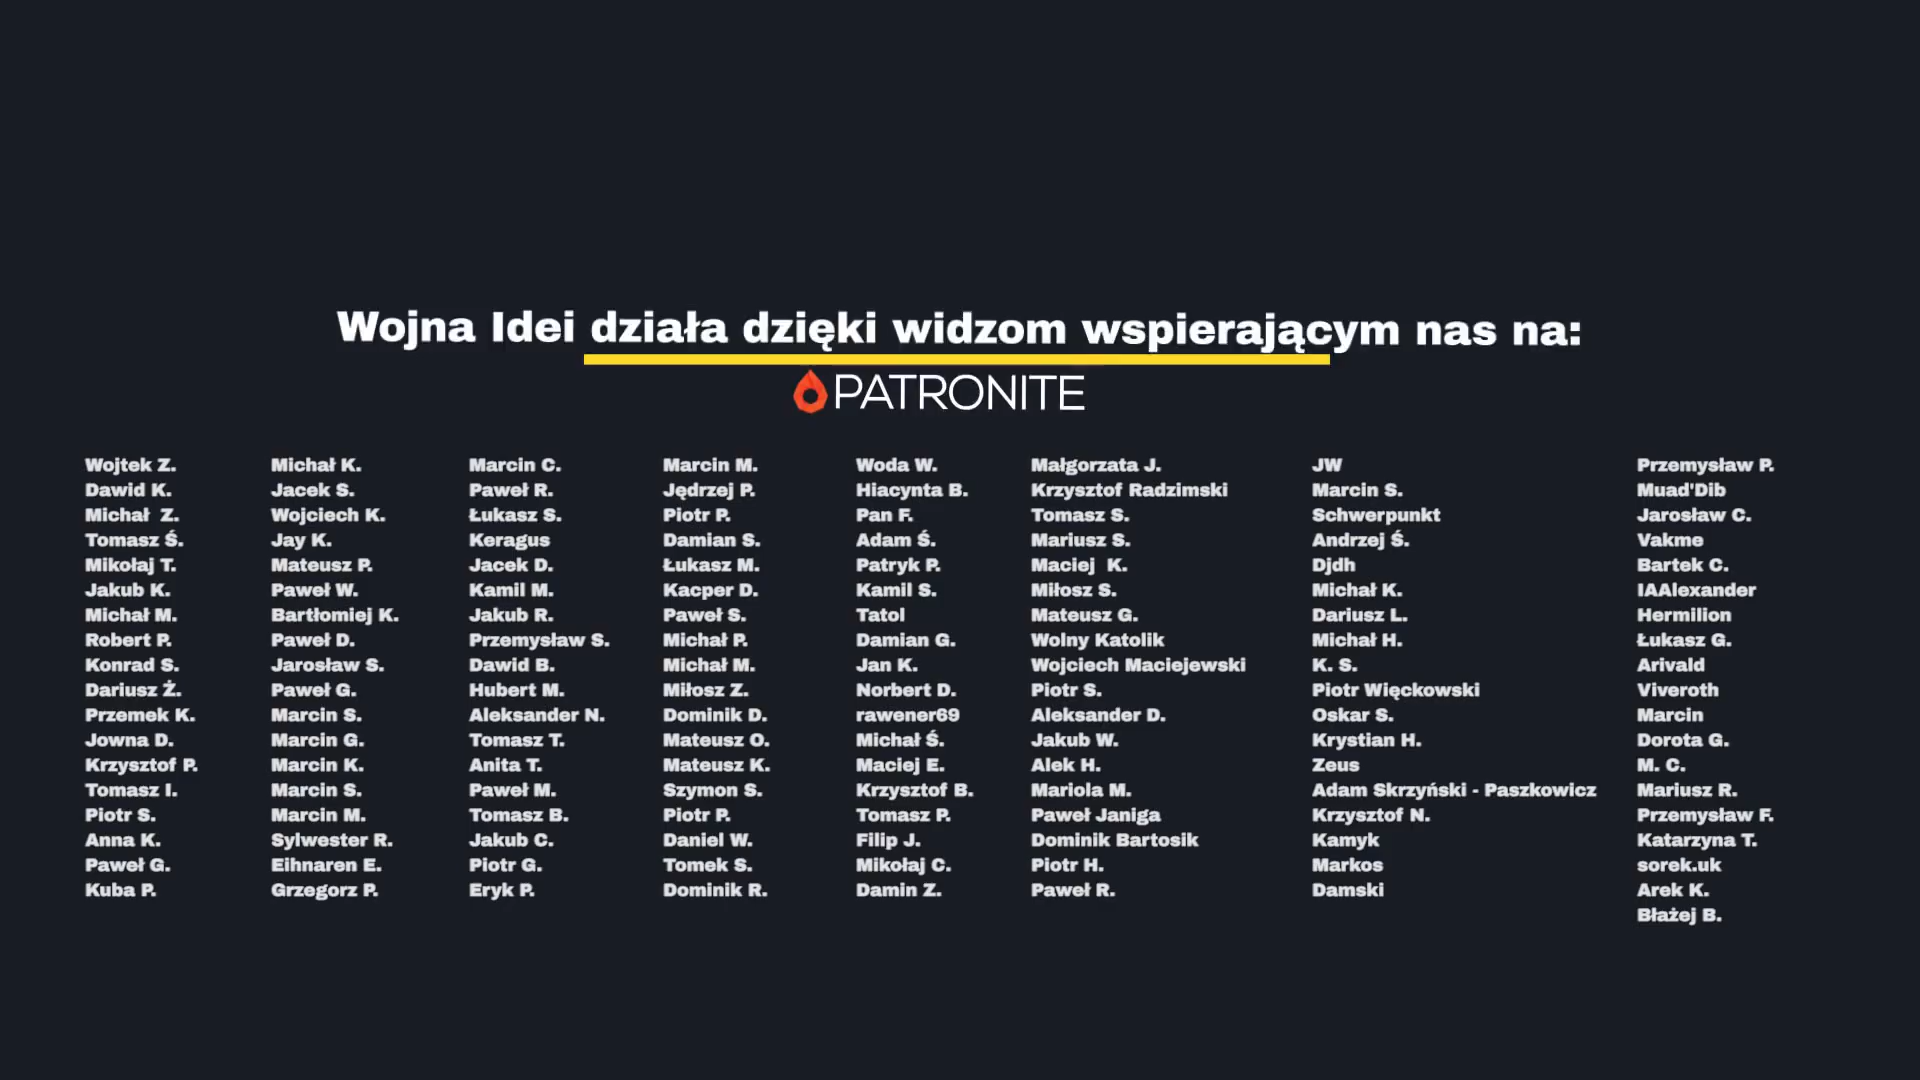 Wojna Idei działa dzięki widzom wspierającym nas na:
PATRONITE
Wojtek Z.
Dawid K.
Michał  Z.
Tomasz Ś.
Mikołaj T.
Jakub K.
Michał M.
Robert P.
Konrad S.
Dariusz Ż.
Przemek K.
Jowna D.
Krzysztof P.
Tomasz I.
Piotr S.
Anna K.
Paweł G.
Kuba P.
Michał K.
Jacek S.
Wojciech K.
Jay K.
Mateusz P.
Paweł W.
Bartłomiej K.
Paweł D.
Jarosław S.
Paweł G.
Marcin S.
Marcin G.
Marcin K.
Marcin S.
Marcin M.
Sylwester R.
Eihnaren E.
Grzegorz P.
Marcin C.
Paweł R.
Łukasz S.
Keragus
Jacek D.
Kamil M.
Jakub R.
Przemysław S.
Dawid B.
Hubert M.
Aleksander N.
Tomasz T.
Anita T.
Paweł M.
Tomasz B.
Jakub C.
Piotr G.
Eryk P.
Marcin M.
Jędrzej P.
Piotr P.
Damian S.
Łukasz M.
Kacper D.
Paweł S.
Michał P.
Michał M.
Miłosz Z.
Dominik D.
Mateusz O.
Mateusz K.
Szymon S.
Piotr P.
Daniel W.
Tomek S.
Dominik R.
Woda W.
Hiacynta B.
Pan F.
Adam Ś.
Patryk P.
Kamil S.
Tatol
Damian G.
Jan K.
Norbert D.
rawener69
Michał Ś.
Maciej E.
Krzysztof B.
Tomasz P.
Filip J.
Mikołaj C.
Damin Z.
Małgorzata J.
Krzysztof Radzimski
Tomasz S.
Mariusz S.
Maciej  K.
Miłosz S.
Mateusz G.
Wolny Katolik
Wojciech Maciejewski
Piotr S.
Aleksander D.
Jakub W.
Alek H.
Mariola M.
Paweł Janiga
Dominik Bartosik
Piotr H.
Paweł R.
JW
Marcin S.
Schwerpunkt
Andrzej Ś.
Djdh
Michał K.
Dariusz L.
Michał H.
K. S.
Piotr Więckowski
Oskar S.
Krystian H.
Zeus
Adam Skrzyński - Paszkowicz
Krzysztof N.
Kamyk
Markos
Damski
Przemysław P.
Muad'Dib
Jarosław C.
Vakme
Bartek C.
IAAlexander
Hermilion
Łukasz G.
Arivald
Viveroth
Marcin
Dorota G.
M. C.
Mariusz R.
Przemysław F.
Katarzyna T.
sorek.uk
Arek K.
Błażej B.